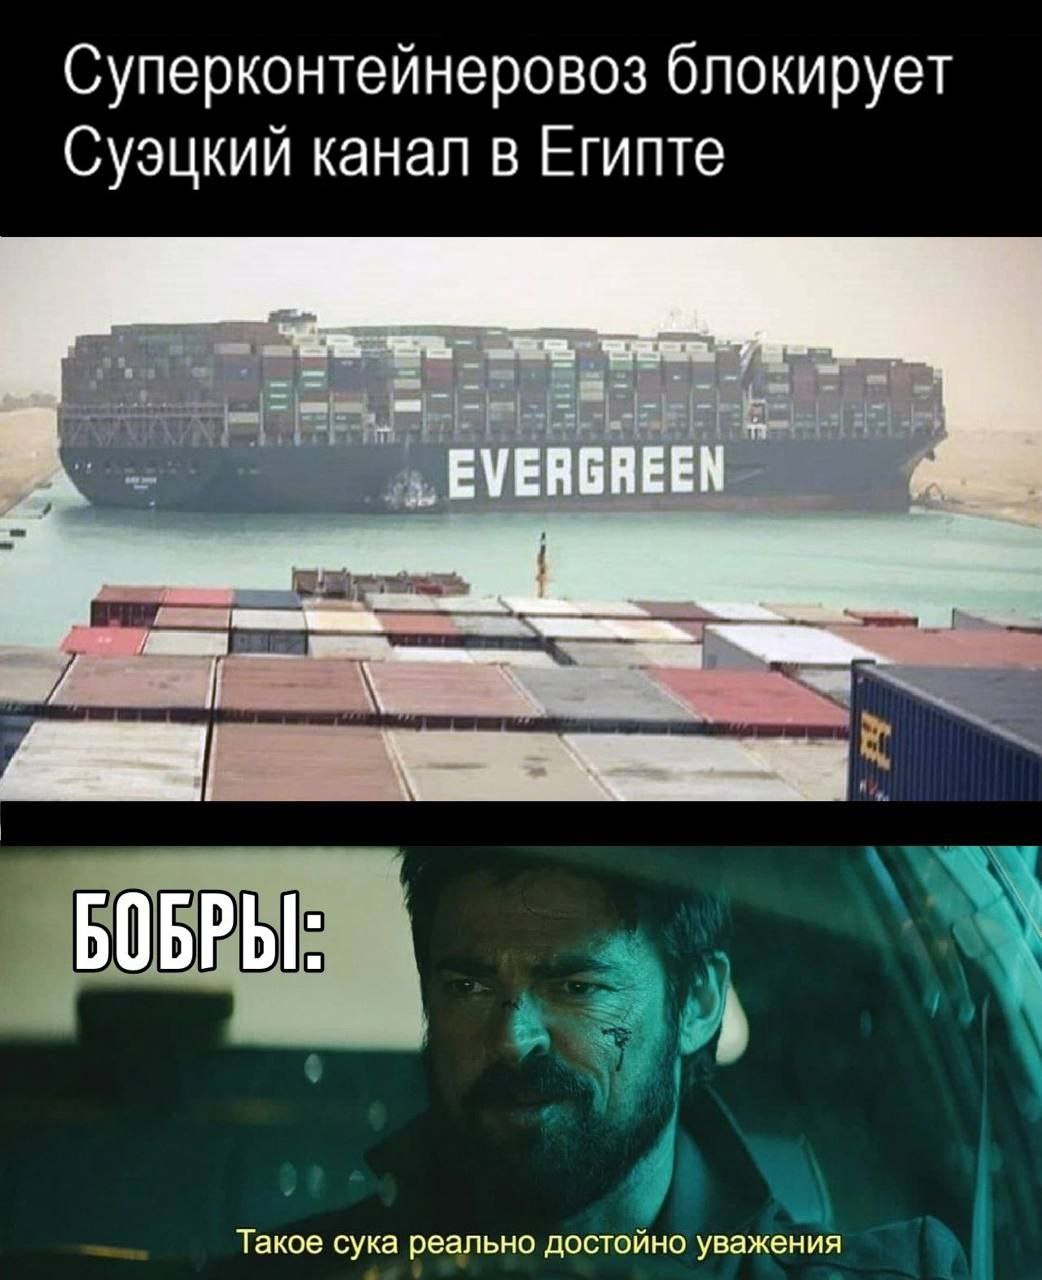 Суперконтейнеровоз блокирует
Суэцкий канал в Египте
EVERGREEN
БОБРЫ:
Такое сука реально достойно уважения